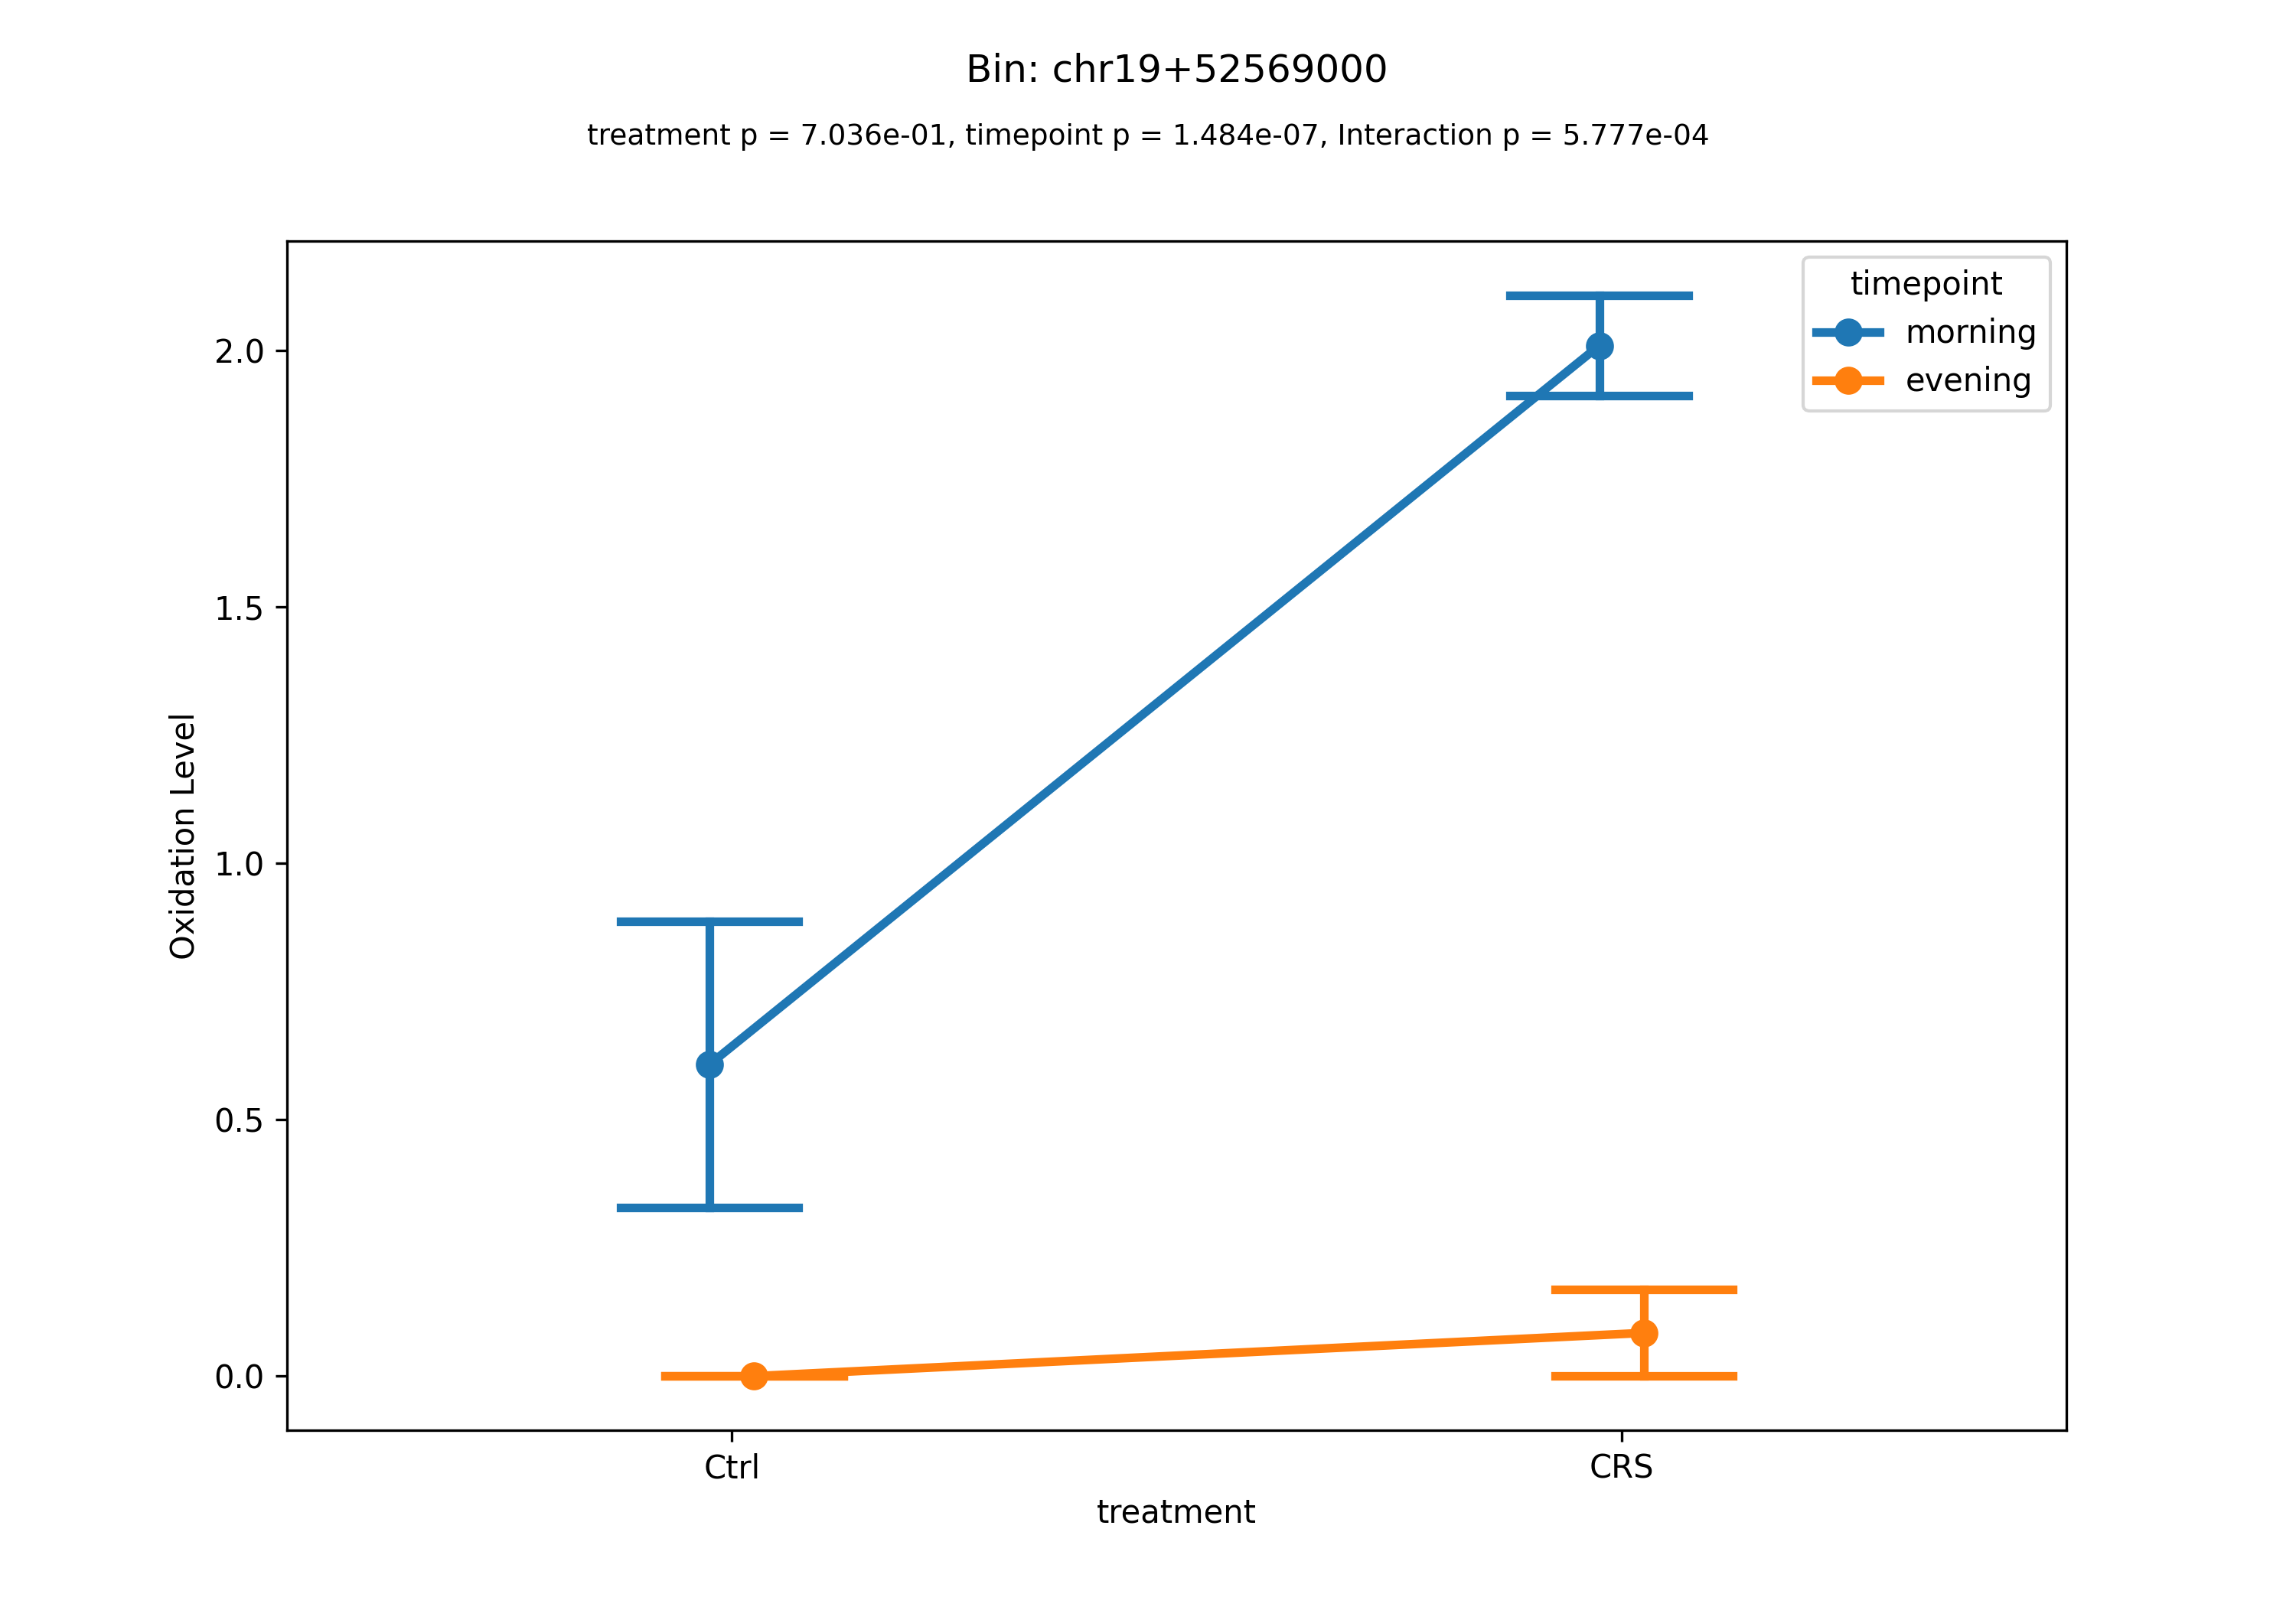 Bin: chr19+52569000
treatment p = 7.036e-01, timepoint p = 1.484e-07, Interaction p = 5.777e-04
timepoint
morning
evening
2.0
1.5
1.0
0.5
0.0
Oxidation Level
Ctrl
CRS
treatment